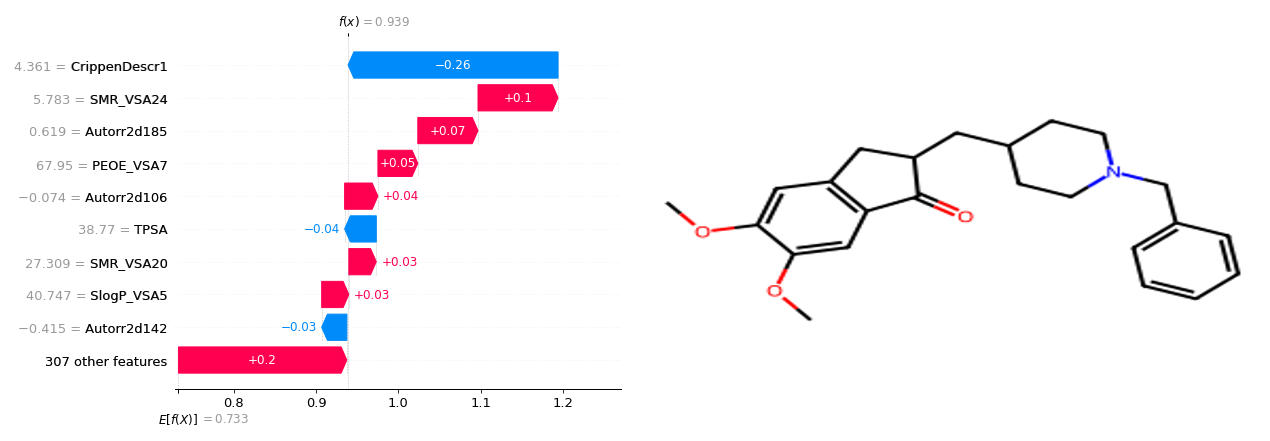 f(x) = 0.939
4.361 = CrippenDescr1
−0.26
5.783 = SMR_VSA24
+0.1
0.619 = Autorr2d185
+0.07
67.95 = PEOE_VSA7
+0.05
−0.074 = Autorr2d106
+0.04
38.77 = TPSA
−0.04
27.309 = SMR_VSA20
+0.03
40.747 = SlogP_VSA5
+0.03
−0.415 = Autorr2d142
−0.03
307 other features
+0.2
0.8 0.9 1.0 1.1 1.2
E[f(X)] = 0.733
O
O
O
N